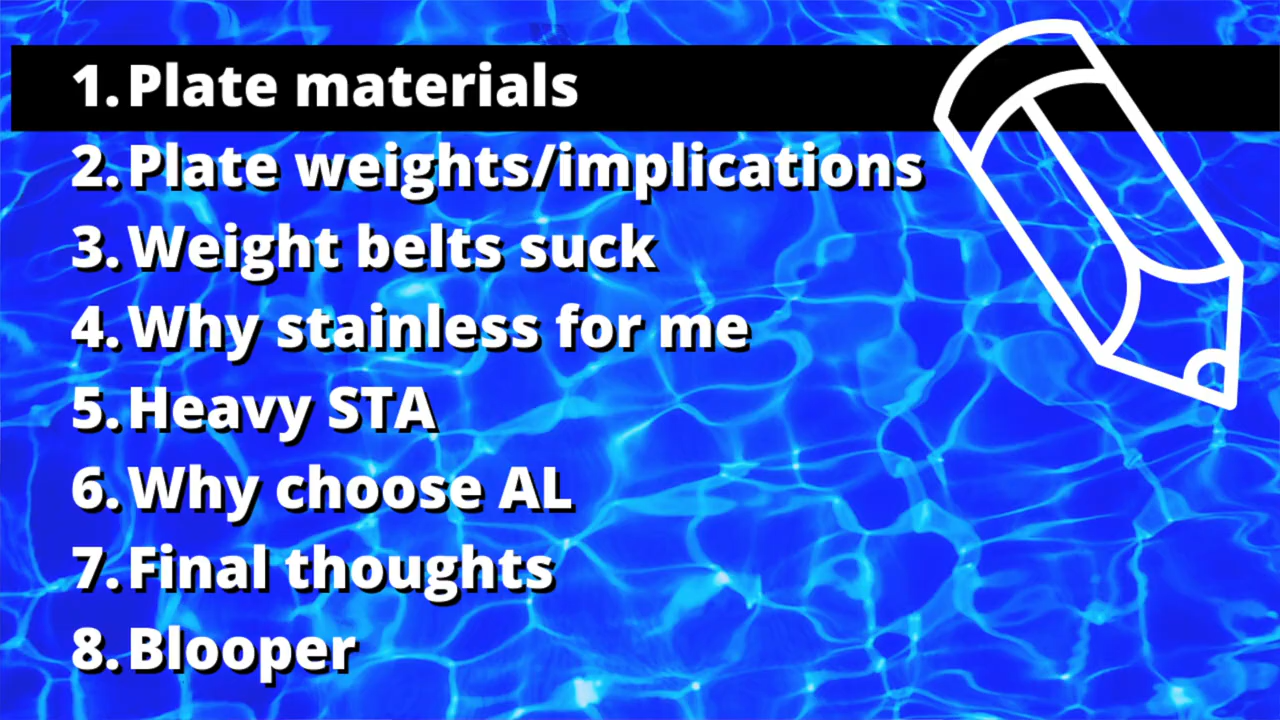 1. Plate materials
2. Plate weights/implications
3. Weight belts suck
4. Why stainless for me
5. Heavy STA
6. Why choose AL
7. Final thoughts
8. Blooper